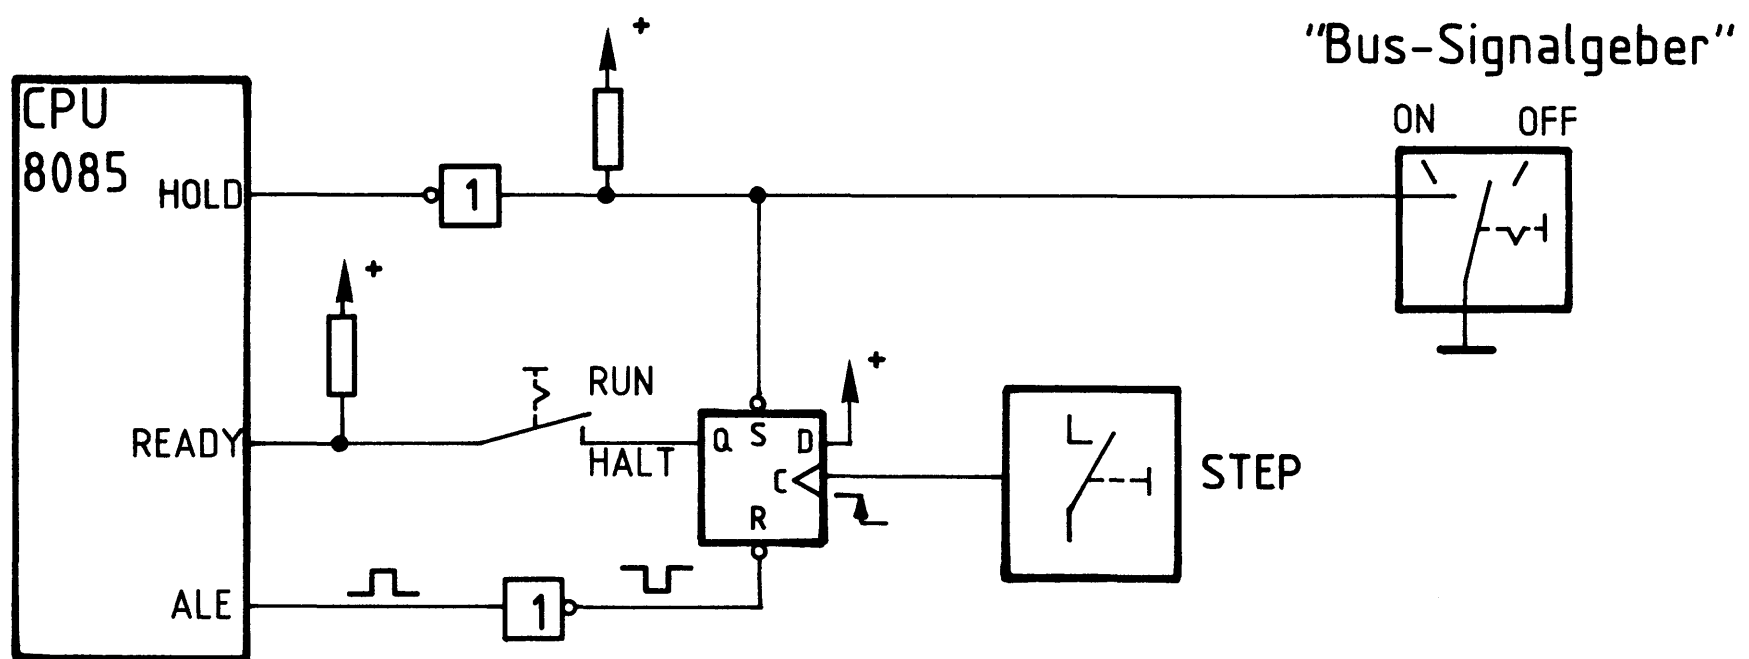 "Bus-Signalgeber"
ON OFF
CPU
8085
HOLD
1
+
+
READY
RUN
HALT
+
Q S D
C
R
STEP
ALE
1